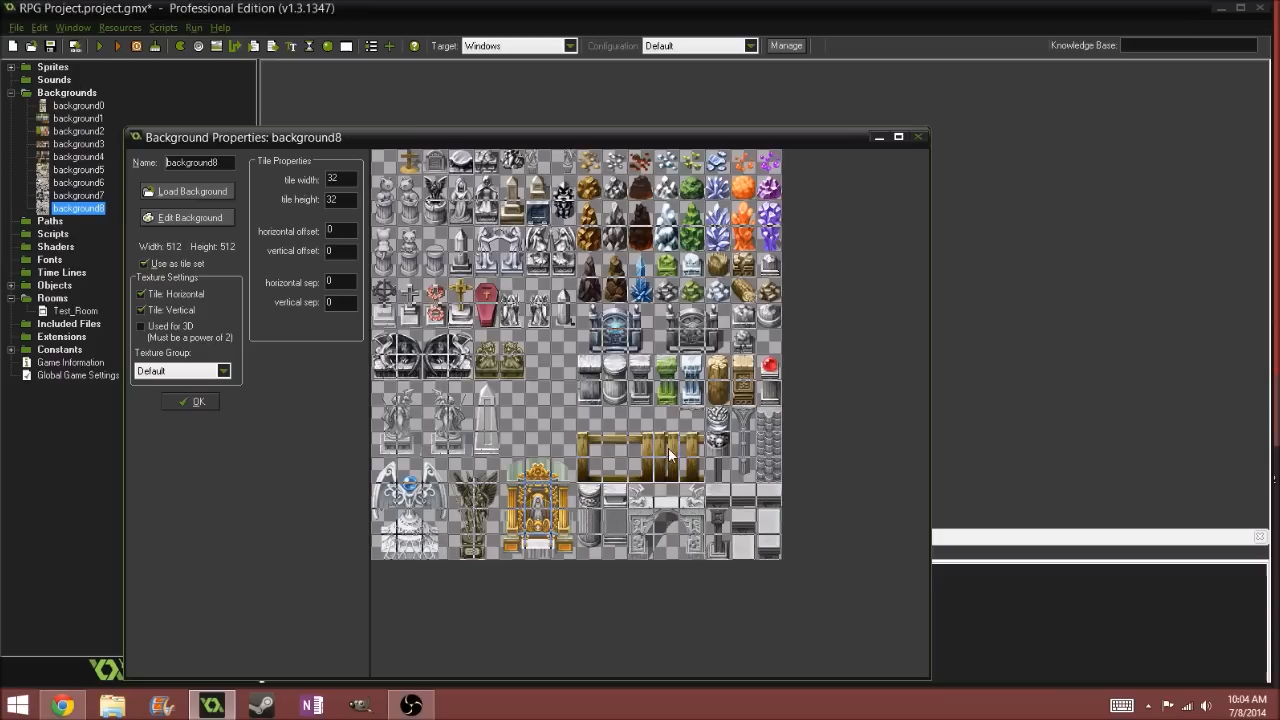 RPG Project.project.gmx* - Professional Edition (v1.3.1347)
File Edit Window Resources Scripts Run Help
Target: Windows Configuration: Default Manage Knowledge Base:
Sprites
Sounds
Backgrounds
background0
background1
background2
background3
background4
background5
background6
background7
background8
Paths
Scripts
Shaders
Fonts
Time Lines
Objects
Rooms
Test_Room
Included Files
Extensions
Constants
Game Information
Global Game Settings
Background Properties: background8
Name: background8
Load Background
Edit Background
Width: 512 Height: 512
Use as tile set
Texture Settings
Tile: Horizontal
Tile: Vertical
Used for 3D
(Must be a power of 2)
Texture Group:
Default
OK
Tile Properties
tile width: 32
tile height: 32
horizontal offset: 0
vertical offset: 0
horizontal sep: 0
vertical sep: 0
10:04 AM
7/8/2014